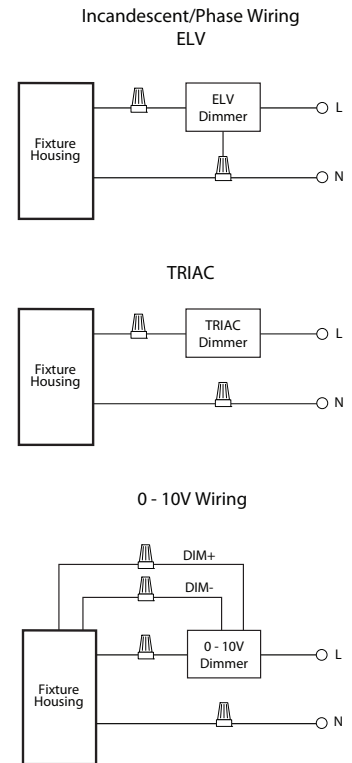 Incandescent/Phase Wiring
ELV
ELV
Dimmer
L
Fixture
Housing
N
TRIAC
TRIAC
Dimmer
L
Fixture
Housing
N
0 - 10V Wiring
DIM+
DIM-
0 - 10V
Dimmer
L
Fixture
Housing
N